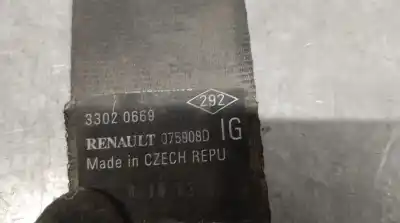 292
3302 0669
RENAULT 075908D IG
Made in CZECH REPU